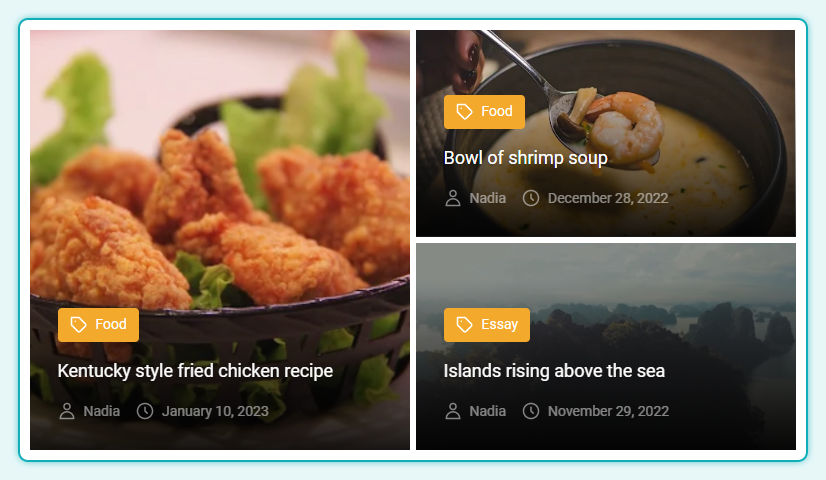 Food
Kentucky style fried chicken recipe
Nadia January 10, 2023
Food
Bowl of shrimp soup
Nadia December 28, 2022
Essay
Islands rising above the sea
Nadia November 29, 2022